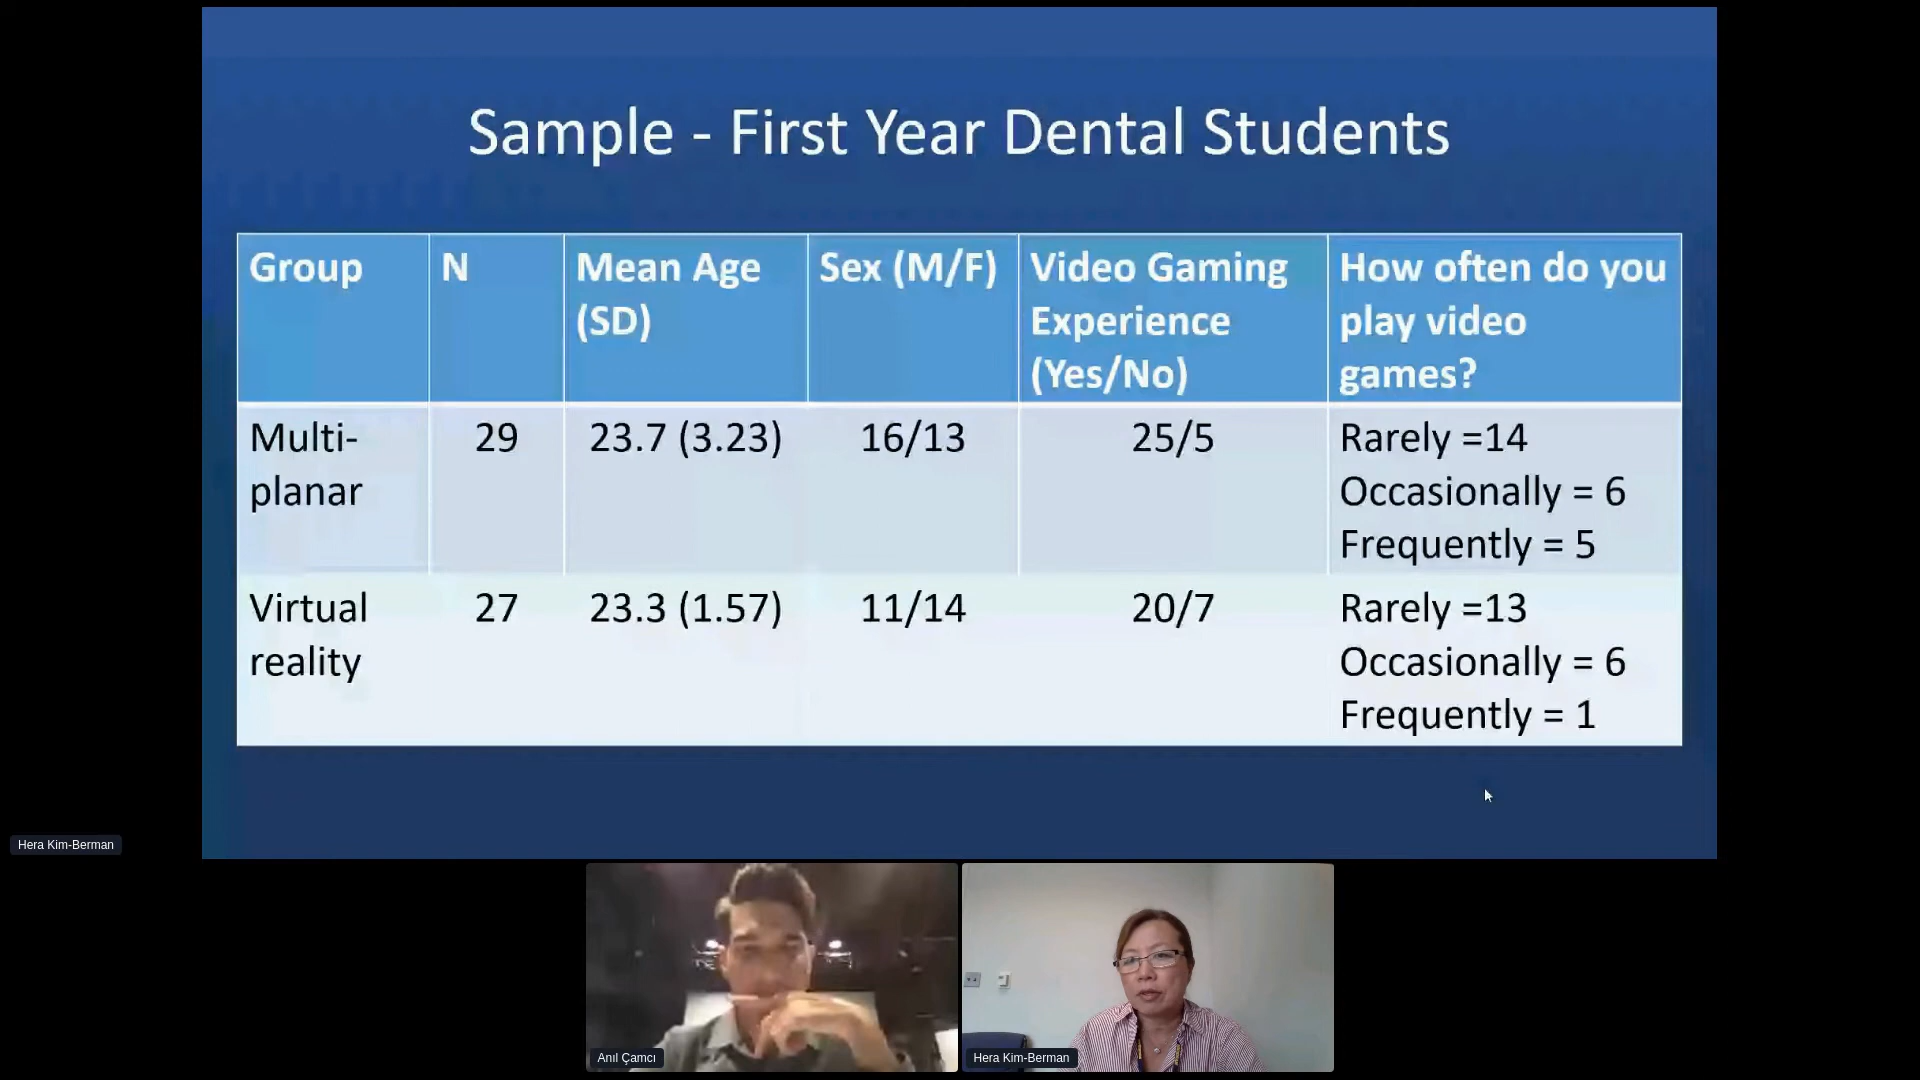 Sample - First Year Dental Students
Group
N
Mean Age
(SD)
Sex (M/F)
Video Gaming
Experience
(Yes/No)
How often do you
play video
games?
Multi-
planar
29
23.7 (3.23)
16/13
25/5
Rarely =14
Occasionally = 6
Frequently = 5
Virtual
reality
27
23.3 (1.57)
11/14
20/7
Rarely =13
Occasionally = 6
Frequently = 1
Hera Kim-Berman
Anıl Çamcı
Hera Kim-Berman